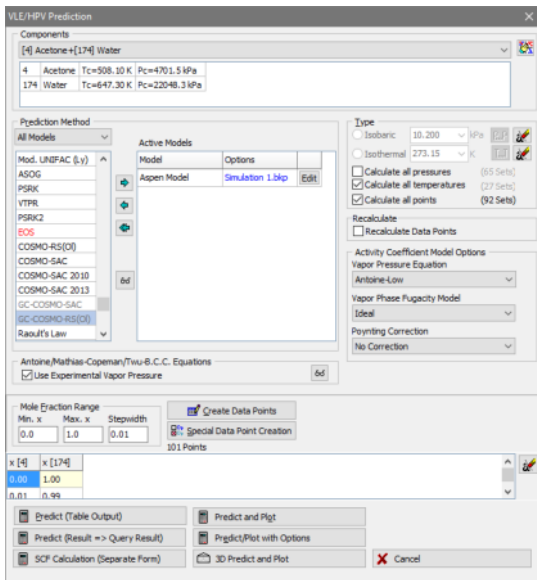 VLE/HPV Prediction
Components
[4] Acetone+[174] Water
4 Acetone Tc=508.10 K Pc=4701.5 kPa
174 Water Tc=647.30 K Pc=22048.3 kPa
Prediction Method
All Models
Mod. UNIFAC (Ly)
ASOG
PSRK
VTPR
PSRK2
EOS
COSMO-RS(Ol)
COSMO-SAC
COSMO-SAC 2010
COSMO-SAC 2013
GC-COSMO-SAC
GC-COSMO-RS(Ol)
Raoult's Law
Active Models
Model Options
Aspen Model Simulation 1.bkp Edit
Type
Isobaric 10.200 kPa
Isothermal 273.15 K
Calculate all pressures (65 Sets)
Calculate all temperatures (27 Sets)
Calculate all points (92 Sets)
Recalculate
Recalculate Data Points
Activity Coefficient Model Options
Vapor Pressure Equation
Antoine-Low
Vapor Phase Fugacity Model
Ideal
Poynting Correction
No Correction
Antoine/Mathias-Copeman/Twu-B.C.C. Equations
Use Experimental Vapor Pressure
Mole Fraction Range
Min. x Max. x Stepwidth
0.0 1.0 0.01
Create Data Points
Special Data Point Creation
101 Points
x [4] x [174]
0.00 1.00
0.01 0.99
Predict (Table Output)
Predict and Plot
Predict (Result => Query Result)
Predict/Plot with Options
SCF Calculation (Separate Form)
3D Predict and Plot
Cancel